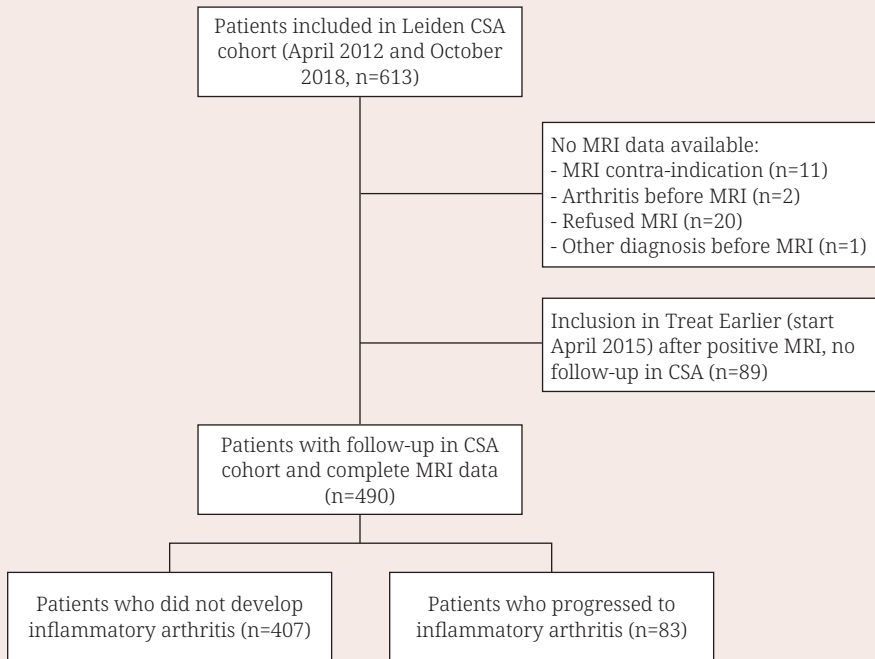 Patients included in Leiden CSA
cohort (April 2012 and October
2018, n=613)
No MRI data available:
- MRI contra-indication (n=11)
- Arthritis before MRI (n=2)
- Refused MRI (n=20)
- Other diagnosis before MRI (n=1)
Inclusion in Treat Earlier (start
April 2015) after positive MRI, no
follow-up in CSA (n=89)
Patients with follow-up in CSA
cohort and complete MRI data
(n=490)
Patients who did not develop
inflammatory arthritis (n=407)
Patients who progressed to
inflammatory arthritis (n=83)